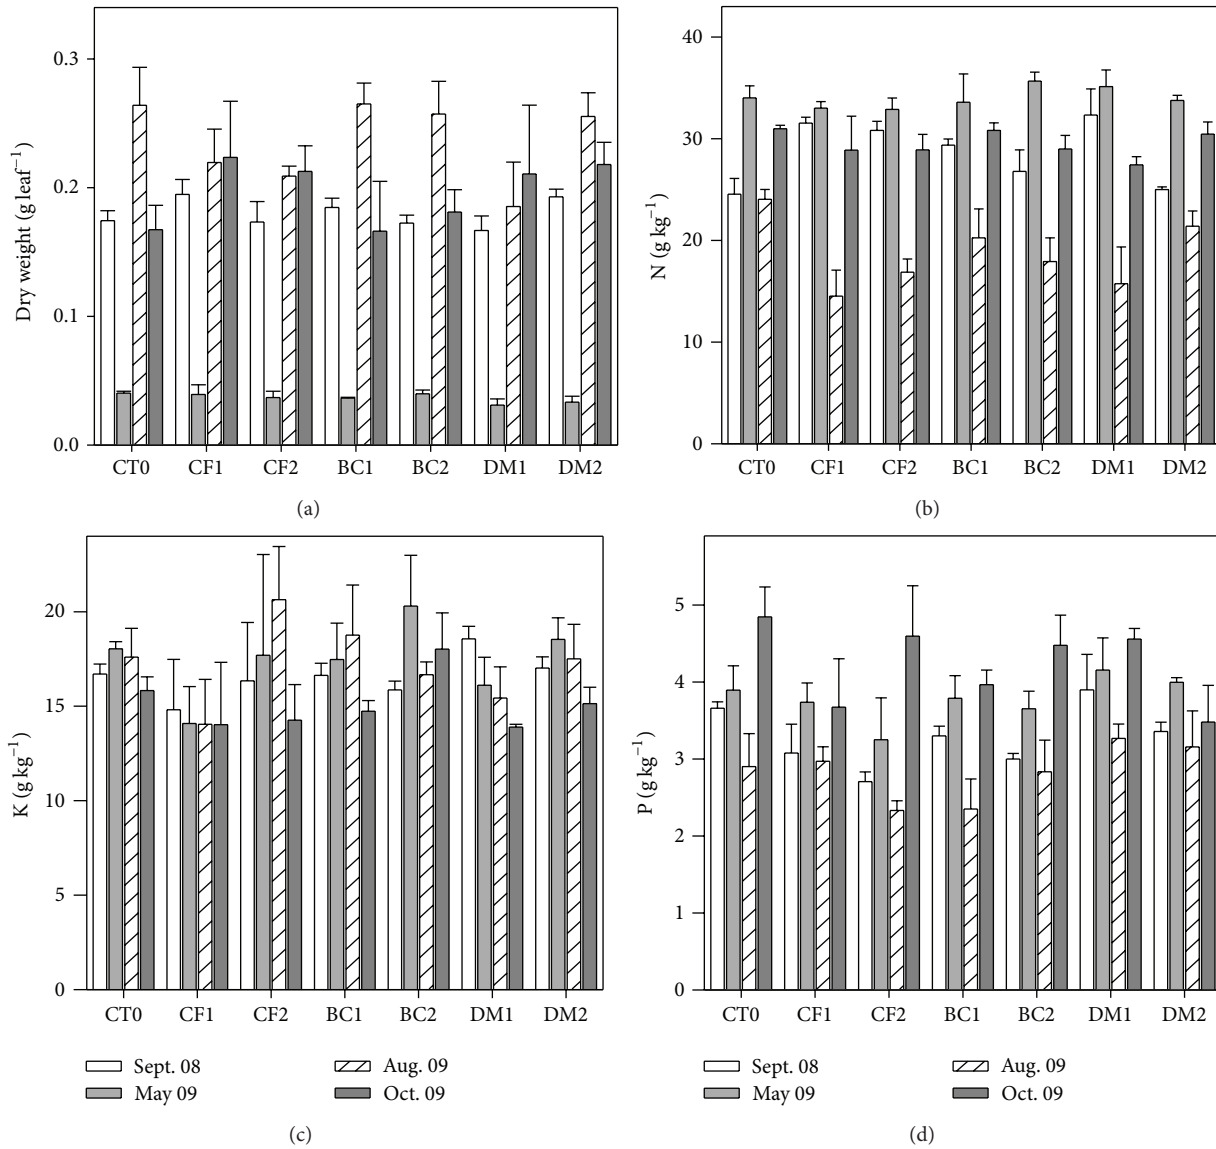 0.3
0.2
0.1
0.0
Dry weight (g leaf⁻¹)
CT0 CF1 CF2 BC1 BC2 DM1 DM2
(a)
40
30
20
10
0
N (g kg⁻¹)
CT0 CF1 CF2 BC1 BC2 DM1 DM2
(b)
20
15
10
5
0
K (g kg⁻¹)
CT0 CF1 CF2 BC1 BC2 DM1 DM2
Sept. 08 Aug. 09
May 09 Oct. 09
(c)
5
4
3
2
1
0
P (g kg⁻¹)
CT0 CF1 CF2 BC1 BC2 DM1 DM2
Sept. 08 Aug. 09
May 09 Oct. 09
(d)